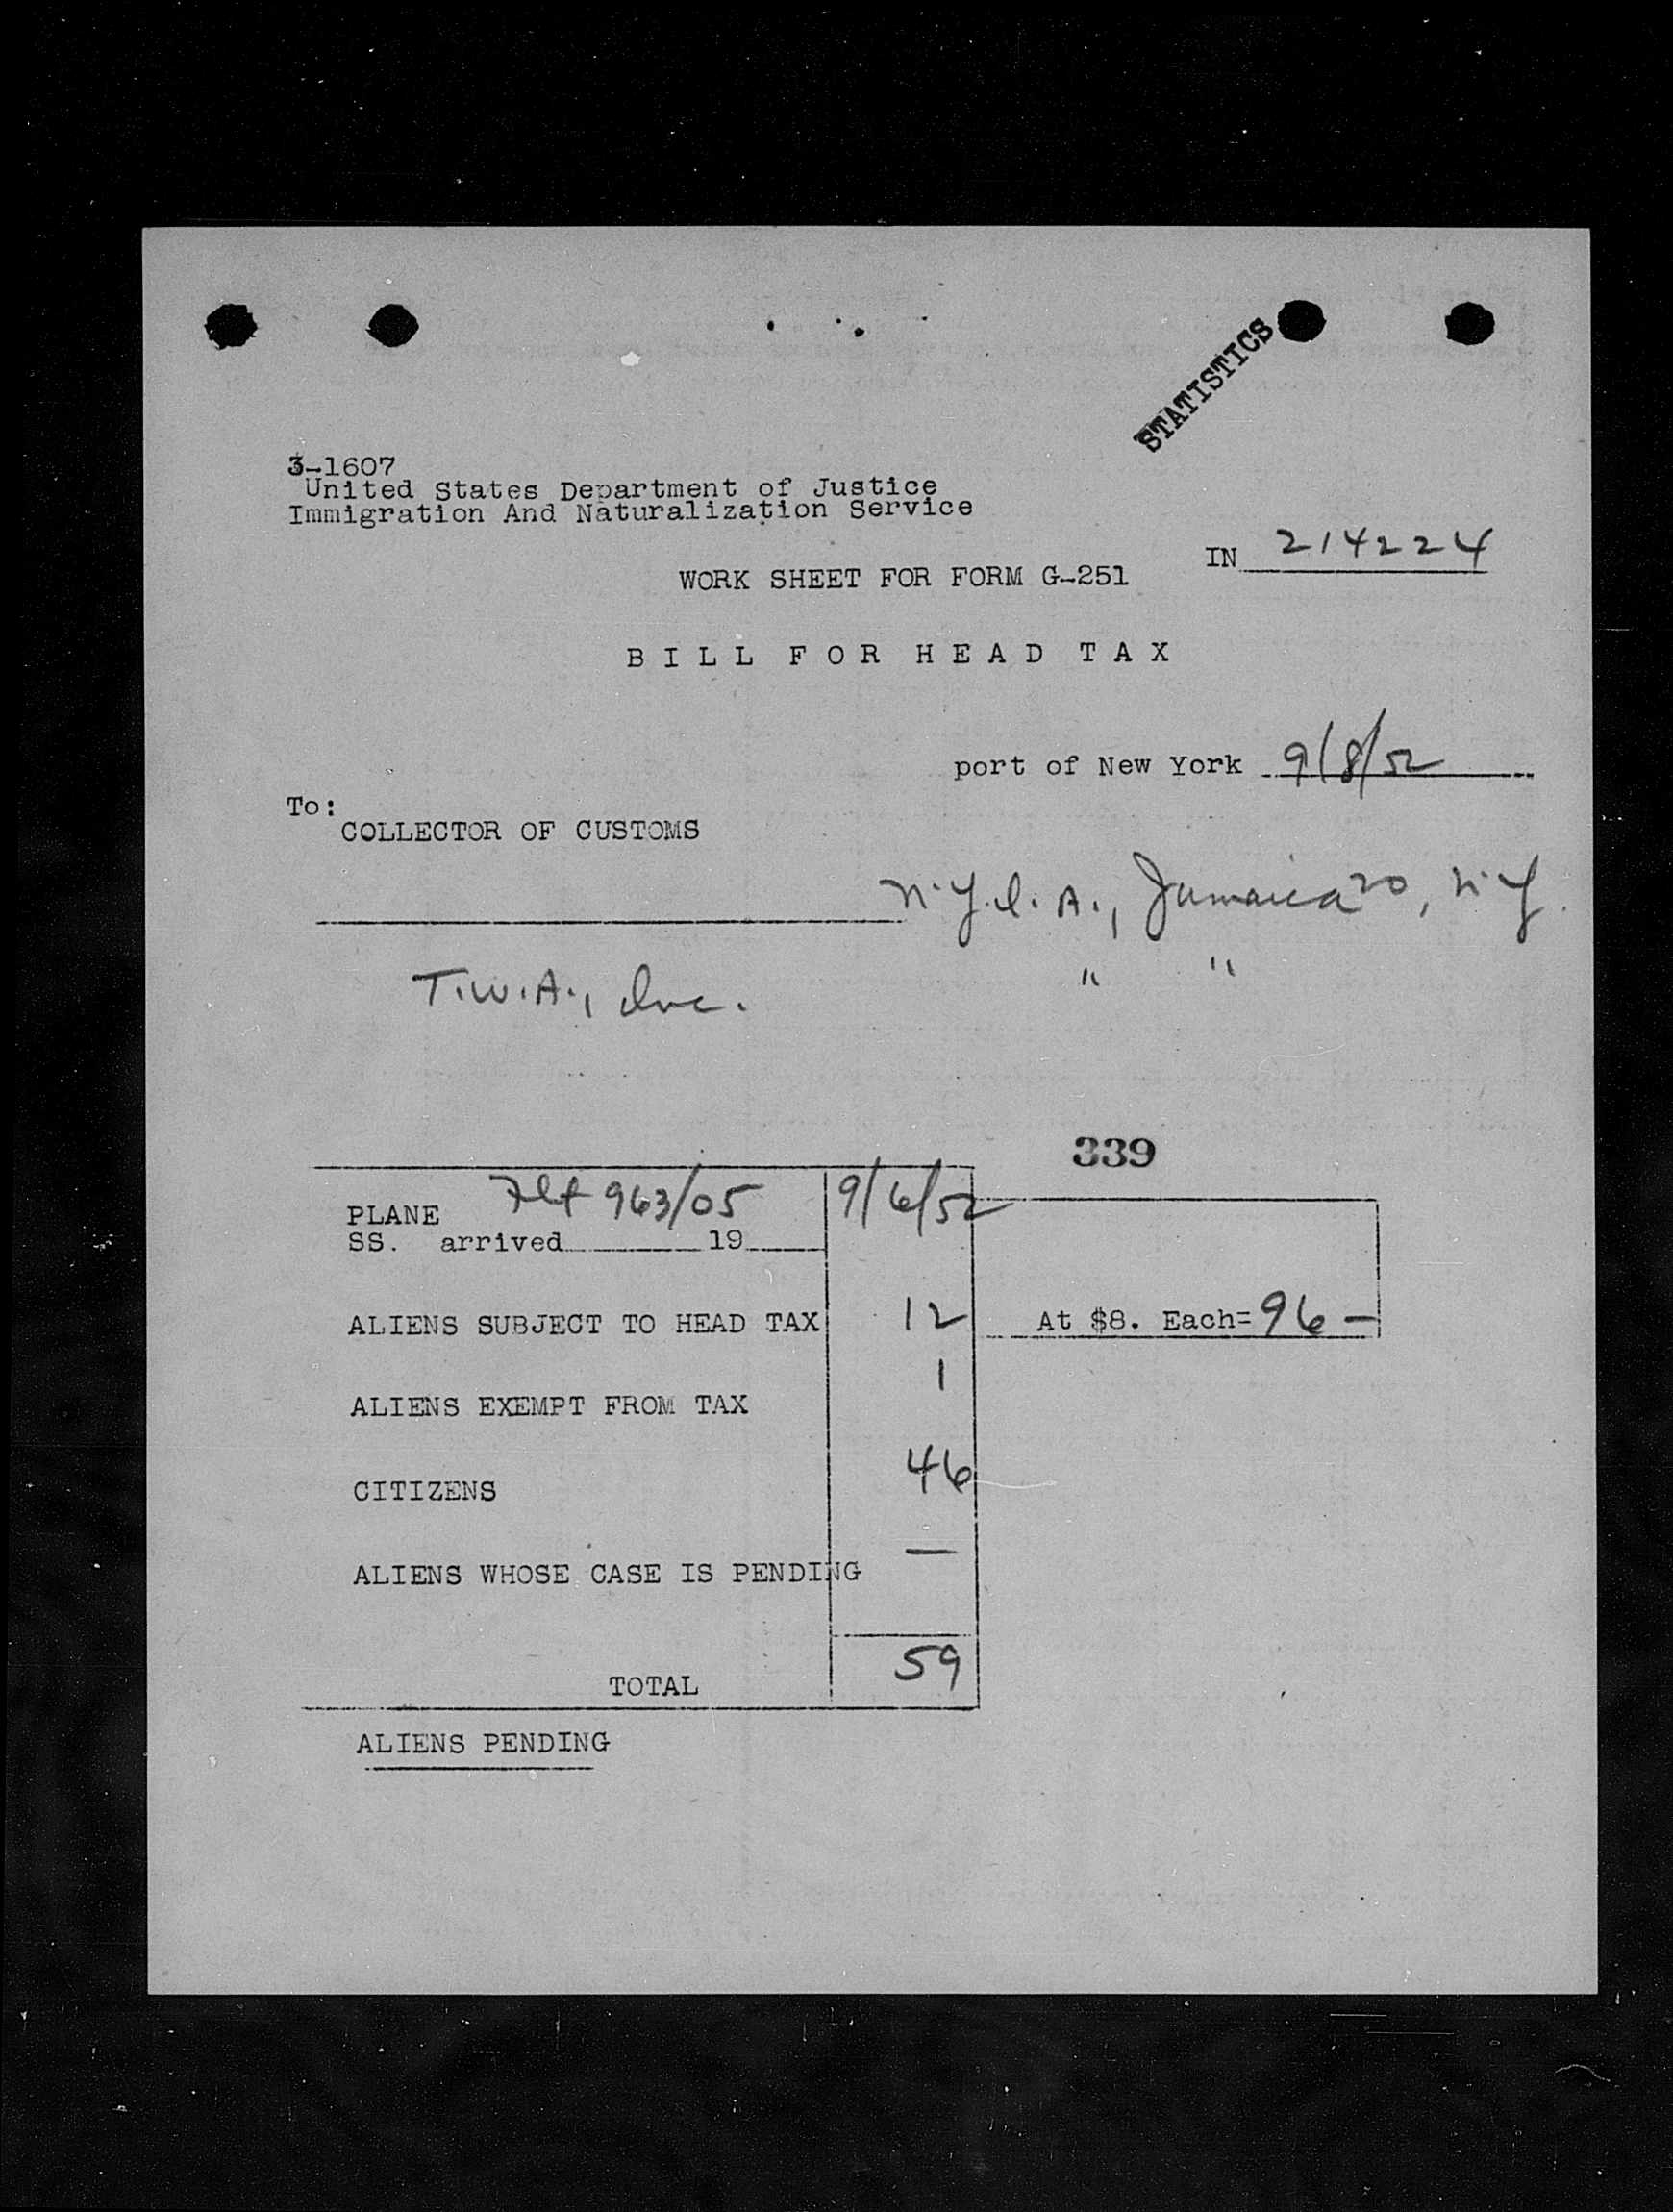 STATISTICS
3-1607
United States Department of Justice
Immigration And Naturalization Service
IN 214224
WORK SHEET FOR FORM G-251
BILL FOR HEAD TAX
port of New York 9/8/52
To:
COLLECTOR OF CUSTOMS
N.Y.I.A., Jamaica 20, N.Y.
T.W.A., Inc. " "
339
PLANE Flt 963/05 9/6/52
SS. arrived 19
ALIENS SUBJECT TO HEAD TAX 12 At $8. Each= 96 —
ALIENS EXEMPT FROM TAX 1
CITIZENS 46
ALIENS WHOSE CASE IS PENDING —
TOTAL 59
ALIENS PENDING